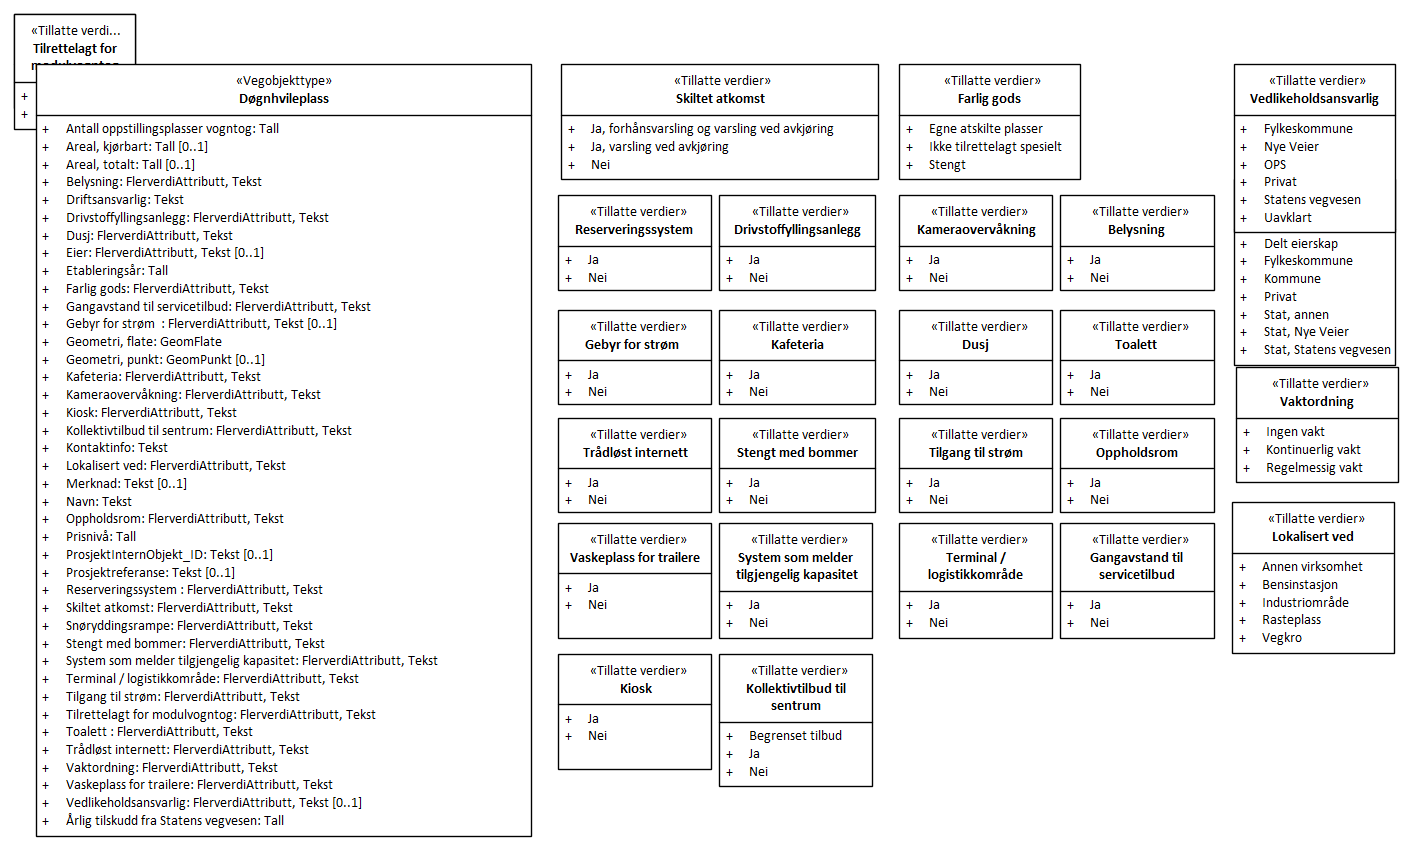 «Tillatte verdi...
Tilrettelagt for
+
+
«Vegobjekttype»
Døgnhvileplass
+ Antall oppstillingsplasser vogntog: Tall
+ Areal, kjørbart: Tall [0..1]
+ Areal, totalt: Tall [0..1]
+ Belysning: FlerverdiAttributt, Tekst
+ Driftsansvarlig: Tekst
+ Drivstoffyllingsanlegg: FlerverdiAttributt, Tekst
+ Dusj: FlerverdiAttributt, Tekst
+ Eier: FlerverdiAttributt, Tekst [0..1]
+ Etableringsår: Tall
+ Farlig gods: FlerverdiAttributt, Tekst
+ Gangavstand til servicetilbud: FlerverdiAttributt, Tekst
+ Gebyr for strøm  : FlerverdiAttributt, Tekst [0..1]
+ Geometri, flate: GeomFlate
+ Geometri, punkt: GeomPunkt [0..1]
+ Kafeteria: FlerverdiAttributt, Tekst
+ Kameraovervåkning: FlerverdiAttributt, Tekst
+ Kiosk: FlerverdiAttributt, Tekst
+ Kollektivtilbud til sentrum: FlerverdiAttributt, Tekst
+ Kontaktinfo: Tekst
+ Lokalisert ved: FlerverdiAttributt, Tekst
+ Merknad: Tekst [0..1]
+ Navn: Tekst
+ Oppholdsrom: FlerverdiAttributt, Tekst
+ Prisnivå: Tall
+ ProsjektInternObjekt_ID: Tekst [0..1]
+ Prosjektreferanse: Tekst [0..1]
+ Reserveringssystem : FlerverdiAttributt, Tekst
+ Skiltet atkomst: FlerverdiAttributt, Tekst
+ Snøryddingsrampe: FlerverdiAttributt, Tekst
+ Stengt med bommer: FlerverdiAttributt, Tekst
+ System som melder tilgjengelig kapasitet: FlerverdiAttributt, Tekst
+ Terminal / logistikkområde: FlerverdiAttributt, Tekst
+ Tilgang til strøm: FlerverdiAttributt, Tekst
+ Tilrettelagt for modulvogntog: FlerverdiAttributt, Tekst
+ Toalett : FlerverdiAttributt, Tekst
+ Trådløst internett: FlerverdiAttributt, Tekst
+ Vaktordning: FlerverdiAttributt, Tekst
+ Vaskeplass for trailere: FlerverdiAttributt, Tekst
+ Vedlikeholdsansvarlig: FlerverdiAttributt, Tekst [0..1]
+ Årlig tilskudd fra Statens vegvesen: Tall
«Tillatte verdier»
Skiltet atkomst
+ Ja, forhånsvarsling og varsling ved avkjøring
+ Ja, varsling ved avkjøring
+ Nei
«Tillatte verdier»
Farlig gods
+ Egne atskilte plasser
+ Ikke tilrettelagt spesielt
+ Stengt
«Tillatte verdier»
Reserveringssystem
+ Ja
+ Nei
«Tillatte verdier»
Drivstoffyllingsanlegg
+ Ja
+ Nei
«Tillatte verdier»
Kameraovervåkning
+ Ja
+ Nei
«Tillatte verdier»
Belysning
+ Ja
+ Nei
«Tillatte verdier»
Gebyr for strøm
+ Ja
+ Nei
«Tillatte verdier»
Kafeteria
+ Ja
+ Nei
«Tillatte verdier»
Dusj
+ Ja
+ Nei
«Tillatte verdier»
Toalett
+ Ja
+ Nei
«Tillatte verdier»
Trådløst internett
+ Ja
+ Nei
«Tillatte verdier»
Stengt med bommer
+ Ja
+ Nei
«Tillatte verdier»
Tilgang til strøm
+ Ja
+ Nei
«Tillatte verdier»
Oppholdsrom
+ Ja
+ Nei
«Tillatte verdier»
Vaskeplass for trailere
+ Ja
+ Nei
«Tillatte verdier»
System som melder
tilgjengelig kapasitet
+ Ja
+ Nei
«Tillatte verdier»
Terminal /
logistikkområde
+ Ja
+ Nei
«Tillatte verdier»
Gangavstand til
servicetilbud
+ Ja
+ Nei
«Tillatte verdier»
Kiosk
+ Ja
+ Nei
«Tillatte verdier»
Kollektivtilbud til
sentrum
+ Begrenset tilbud
+ Ja
+ Nei
«Tillatte verdier»
Vedlikeholdsansvarlig
+ Fylkeskommune
+ Nye Veier
+ OPS
+ Privat
+ Statens vegvesen
+ Uavklart
+ Delt eierskap
+ Fylkeskommune
+ Kommune
+ Privat
+ Stat, annen
+ Stat, Nye Veier
+ Stat, Statens vegvesen
«Tillatte verdier»
Vaktordning
+ Ingen vakt
+ Kontinuerlig vakt
+ Regelmessig vakt
«Tillatte verdier»
Lokalisert ved
+ Annen virksomhet
+ Bensinstasjon
+ Industriområde
+ Rasteplass
+ Vegkro